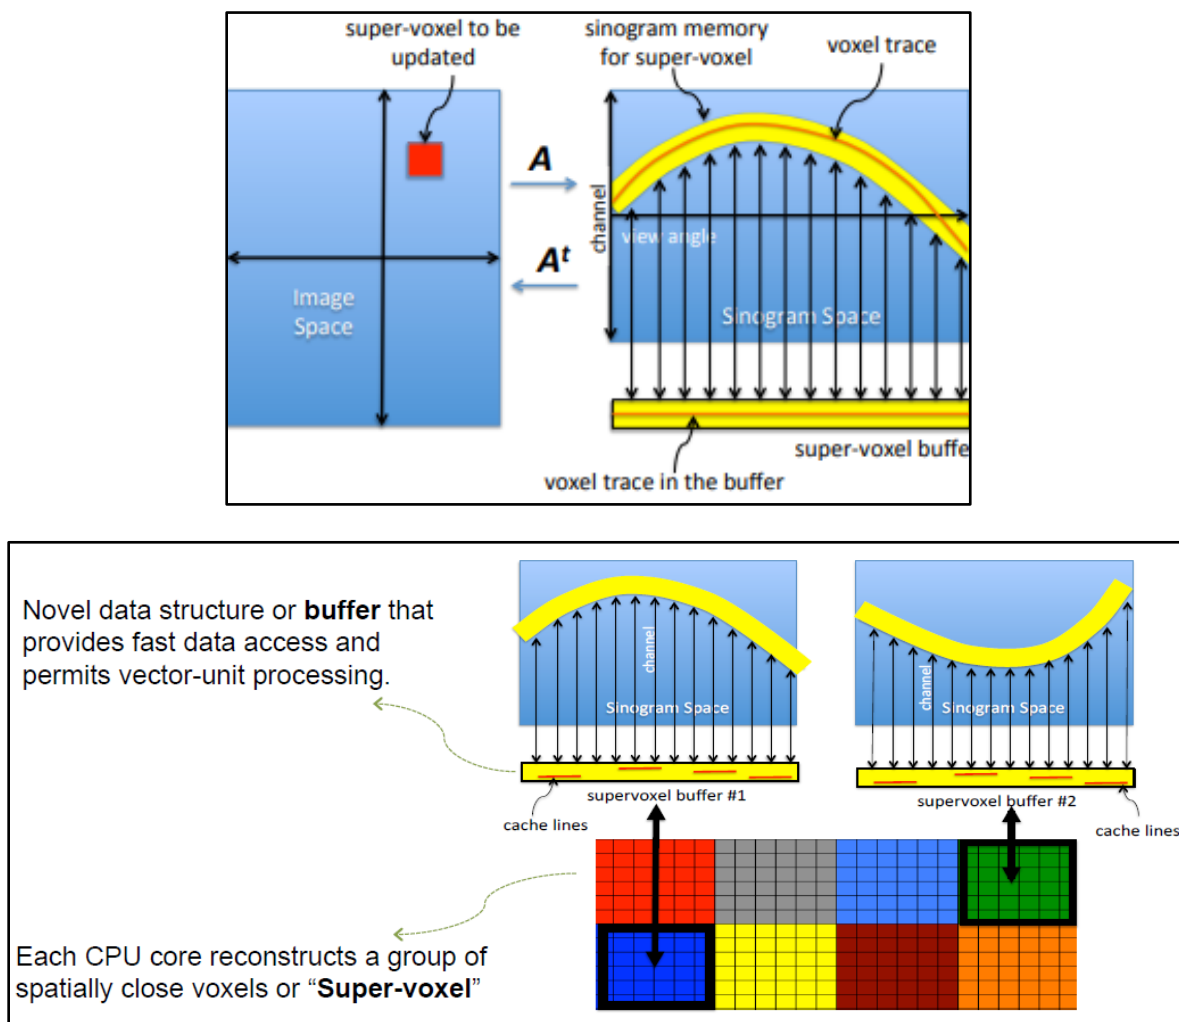 super-voxel to be
updated
sinogram memory
for super-voxel
voxel trace
A
channel
view angle
A^t
Image
Space
Sinogram Space
super-voxel buffe
voxel trace in the buffer
Novel data structure or buffer that
provides fast data access and
permits vector-unit processing.
channel
Sinogram Space
channel
Sinogram Space
supervoxel buffer #1
cache lines
supervoxel buffer #2
cache lines
Each CPU core reconstructs a group of
spatially close voxels or “Super-voxel”